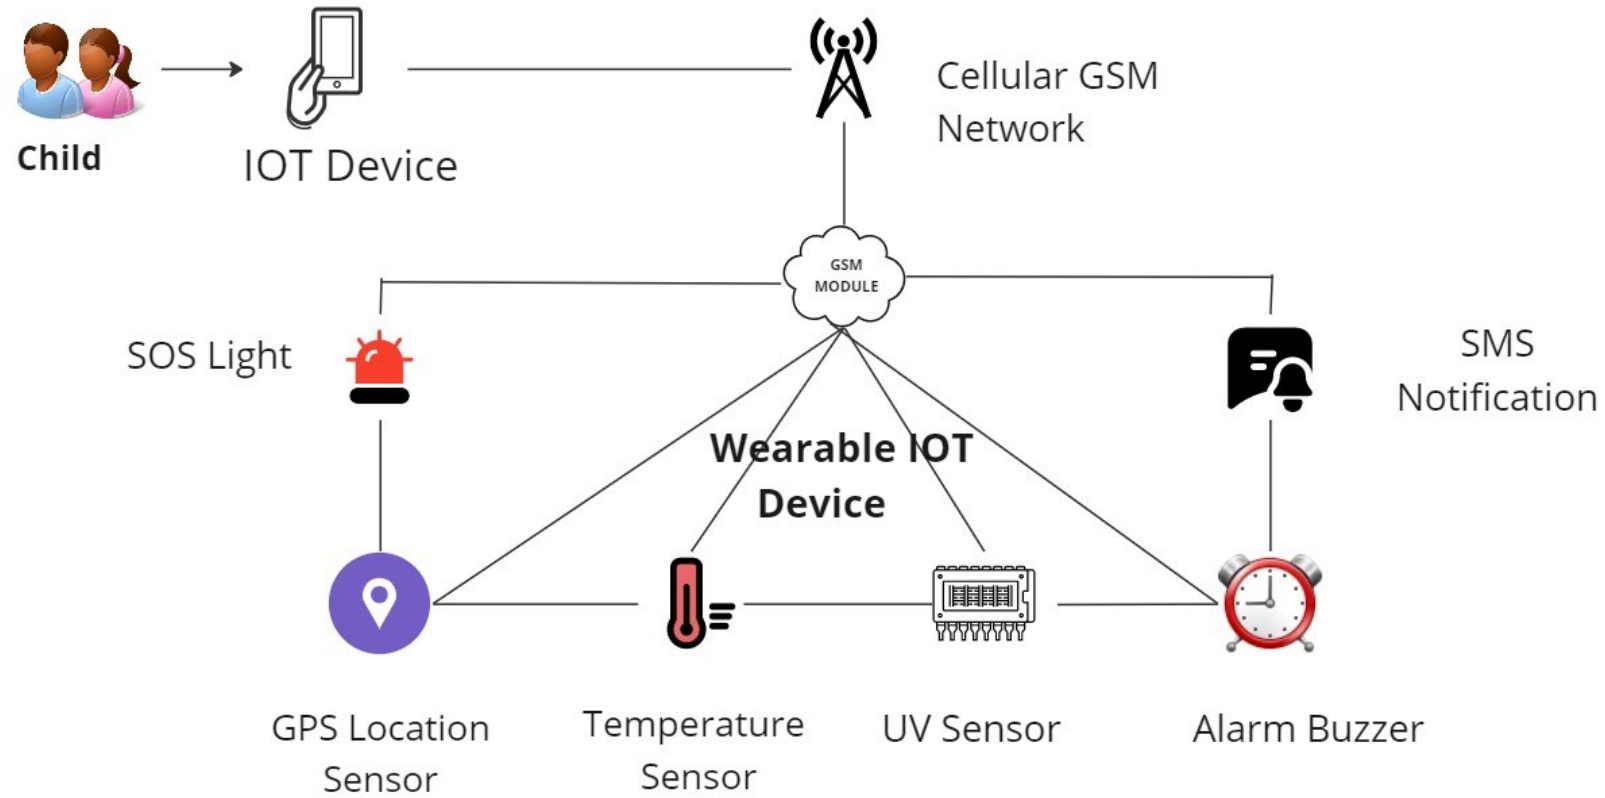 Child
IOT Device
Cellular GSM
Network
GSM
MODULE
SOS Light
SMS
Notification
Wearable IOT
Device
GPS Location
Sensor
Temperature
Sensor
UV Sensor
Alarm Buzzer